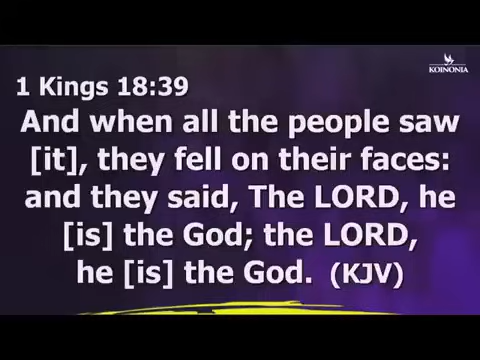 KOINONIA
1 Kings 18:39
And when all the people saw
[it], they fell on their faces:
and they said, The LORD, he
[is] the God; the LORD,
he [is] the God. (KJV)